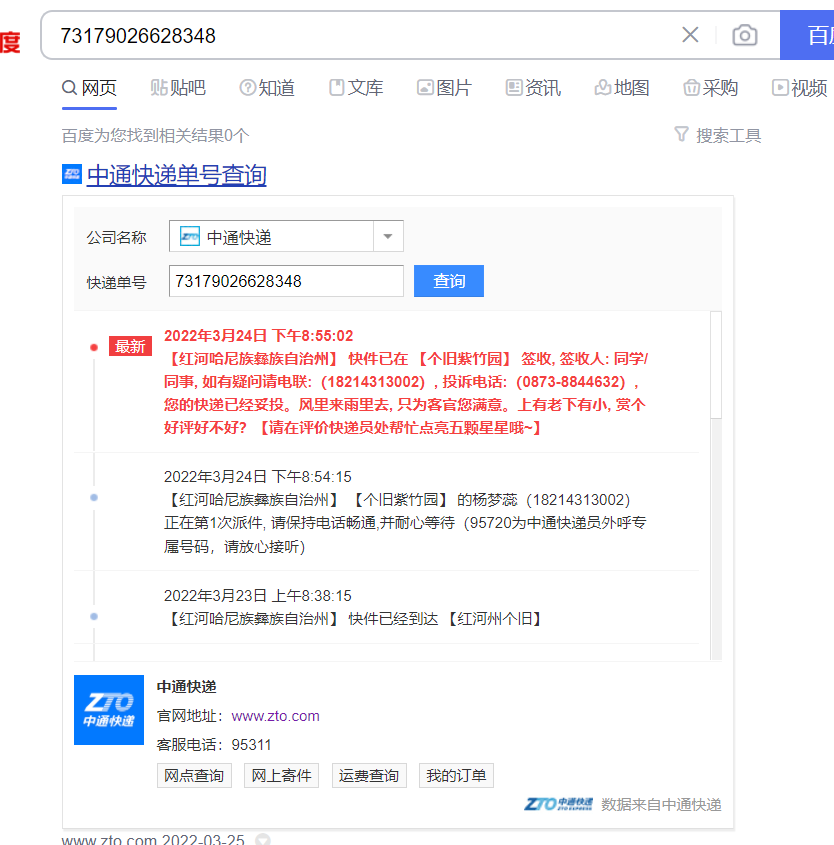 度
73179026628348
百度
网页 贴吧 知道 文库 图片 资讯 地图 采购 视频
百度为您找到相关结果0个
搜索工具
中通快递单号查询
公司名称 中通快递
快递单号 73179026628348 查询
最新 2022年3月24日 下午8:55:02
【红河哈尼族彝族自治州】 快件已在 【个旧紫竹园】 签收, 签收人: 同学/
同事, 如有疑问请电联:（18214313002）, 投诉电话:（0873-8844632）,
您的快递已经妥投。风里来雨里去, 只为客官您满意。上有老下有小, 赏个
好评好不好? 【请在评价快递员处帮忙点亮五颗星星哦~】
2022年3月24日 下午8:54:15
【红河哈尼族彝族自治州】 【个旧紫竹园】 的杨梦蕊（18214313002）
正在第1次派件, 请保持电话畅通,并耐心等待（95720为中通快递员外呼专
属号码，请放心接听）
2022年3月23日 上午8:38:15
【红河哈尼族彝族自治州】 快件已经到达 【红河州个旧】
ZTO
中通快递
中通快递
官网地址：www.zto.com
客服电话：95311
网点查询 网上寄件 运费查询 我的订单
ZTO 中通快递 数据来自中通快递
www.zto.com 2022-03-25